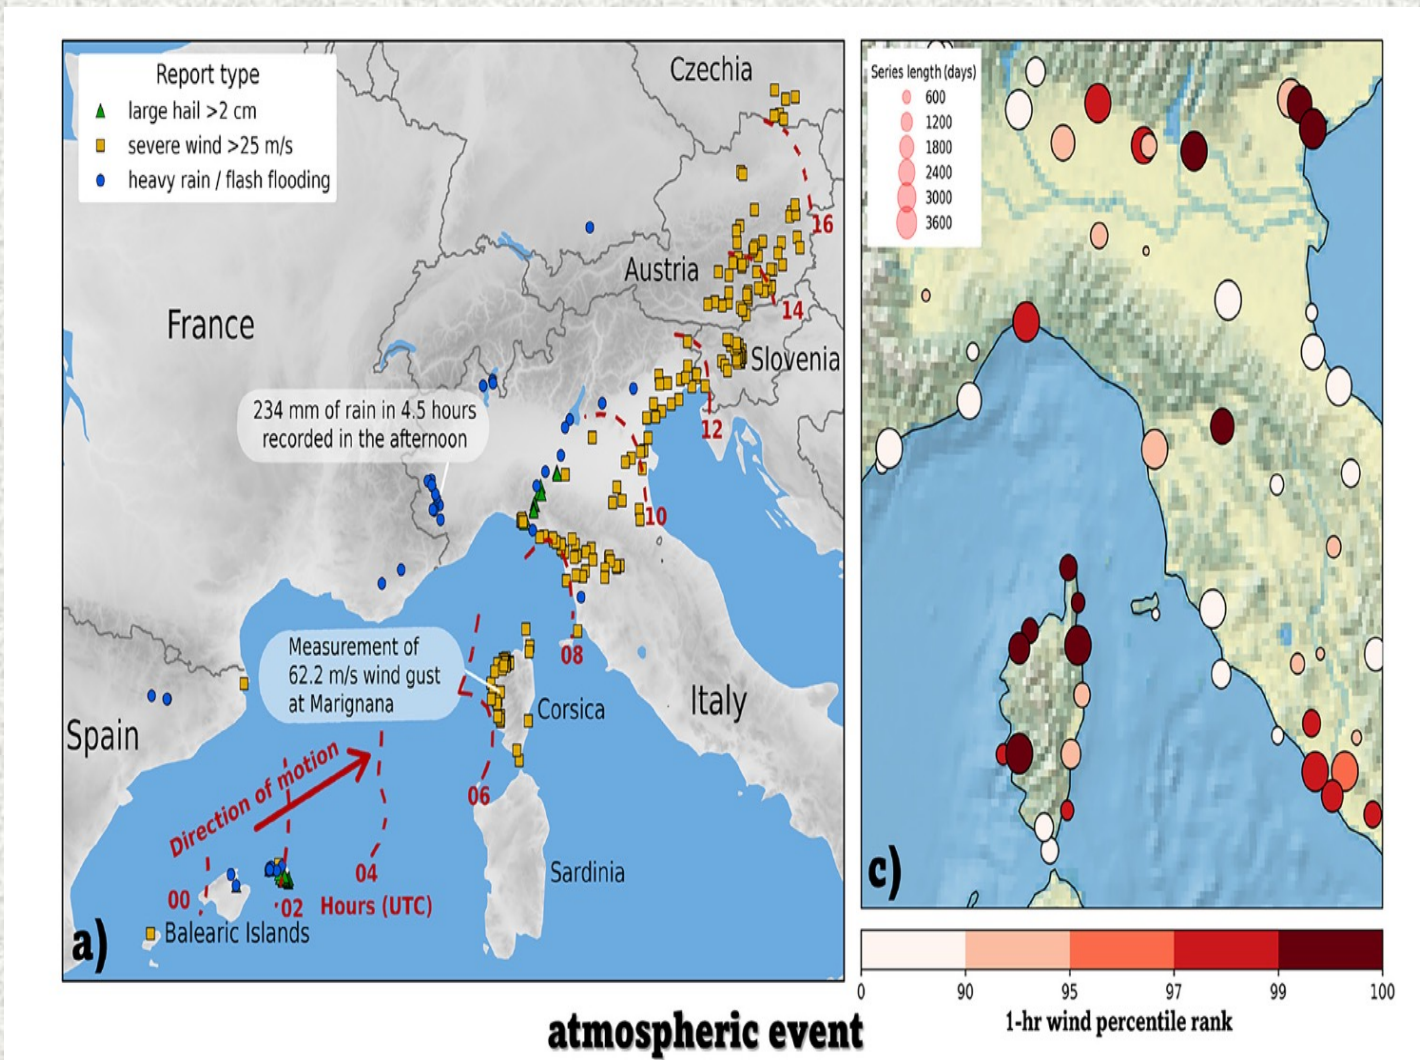 Report type
large hail >2 cm
severe wind >25 m/s
heavy rain / flash flooding
Czechia
16
Austria
14
France
Slovenia
234 mm of rain in 4.5 hours
recorded in the afternoon
12
10
Measurement of
62.2 m/s wind gust
at Marignana
08
Corsica
Italy
Spain
Direction of motion
06
04
Sardinia
00
02
Hours (UTC)
Balearic Islands
a)
Series length (days)
600
1200
1800
2400
3000
3600
c)
0 90 95 97 99 100
1-hr wind percentile rank
atmospheric event